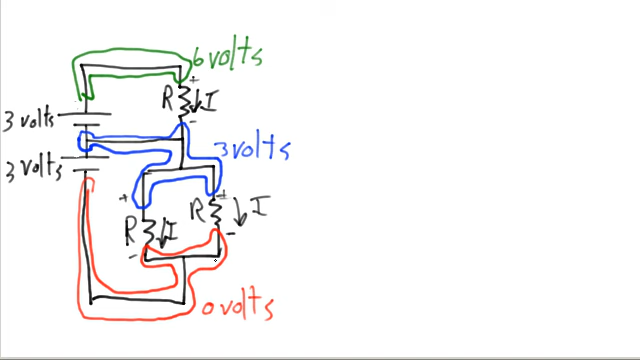 6 volts
+
R I
-
3 volts
3 volts
3 volts
+
+
R I
-
R I
-
0 volts